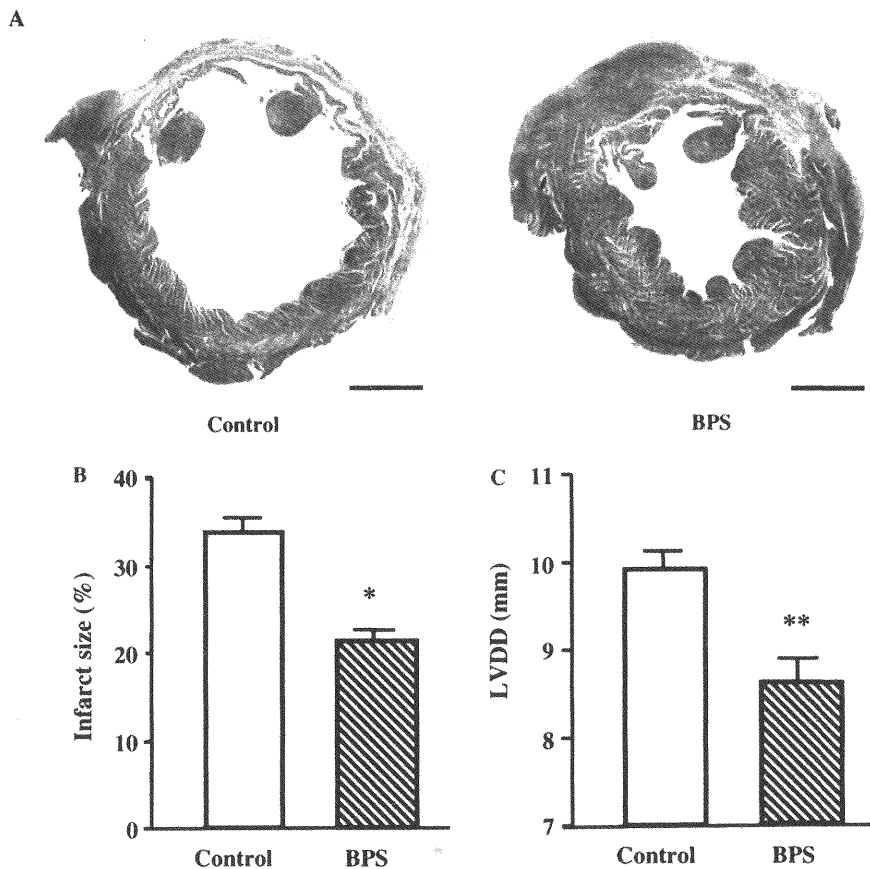 A
Control
BPS
B
Infarct size (%)
40
30
20
10
0
*
Control
BPS
C
LVDD (mm)
11
10
9
8
7
**
Control
BPS